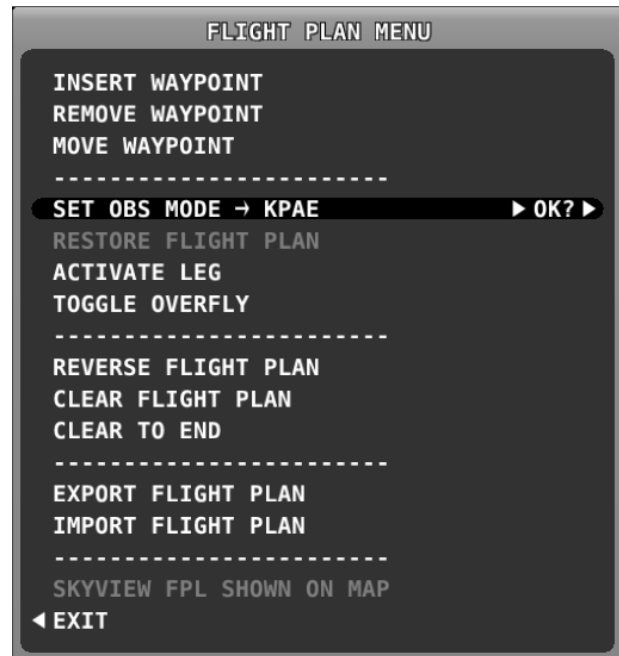 FLIGHT PLAN MENU
INSERT WAYPOINT
REMOVE WAYPOINT
MOVE WAYPOINT
------------------------
SET OBS MODE → KPAE ▶ OK? ▶
RESTORE FLIGHT PLAN
ACTIVATE LEG
TOGGLE OVERFLY
------------------------
REVERSE FLIGHT PLAN
CLEAR FLIGHT PLAN
CLEAR TO END
------------------------
EXPORT FLIGHT PLAN
IMPORT FLIGHT PLAN
------------------------
SKYVIEW FPL SHOWN ON MAP
◀ EXIT